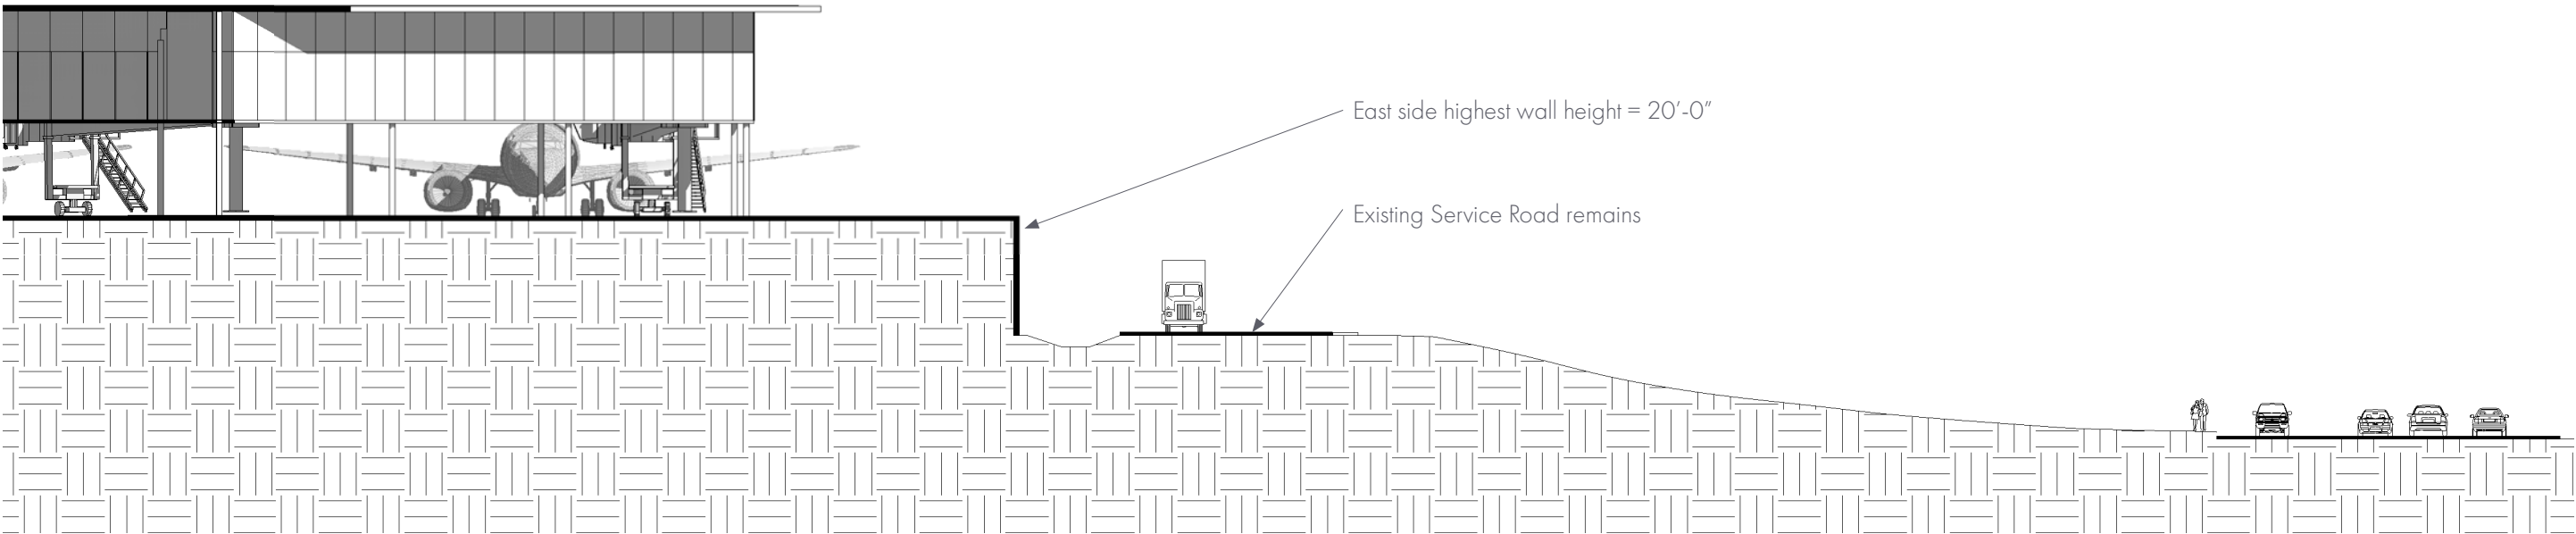 East side highest wall height = 20’-0”
Existing Service Road remains